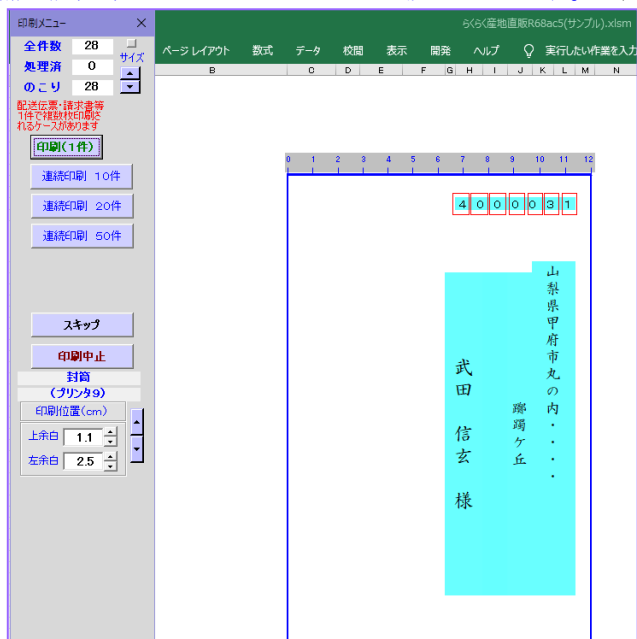 印刷メニュー ×
全件数 28
サイズ
処理済 0
のこり 28
配送伝票・請求書等
1件で複数枚印刷さ
れるケースがあります
印刷(1件)
連続印刷 10件
連続印刷 20件
連続印刷 50件
スキップ
印刷中止
封筒
(プリンタ9)
印刷位置(cm)
上余白 1.1
左余白 2.5
らくらく産地直販R68ac5(サンプル).xlsm
ページ レイアウト 数式 データ 校閲 表示 開発 ヘルプ 実行したい作業を入力
B C D E F G H I J K L M N
0 1 2 3 4 5 6 7 8 9 10 11 12
4 0 0 0 0 3 1
山梨県甲府市丸の内・・・・
躑躅ケ丘
武田 信玄 様